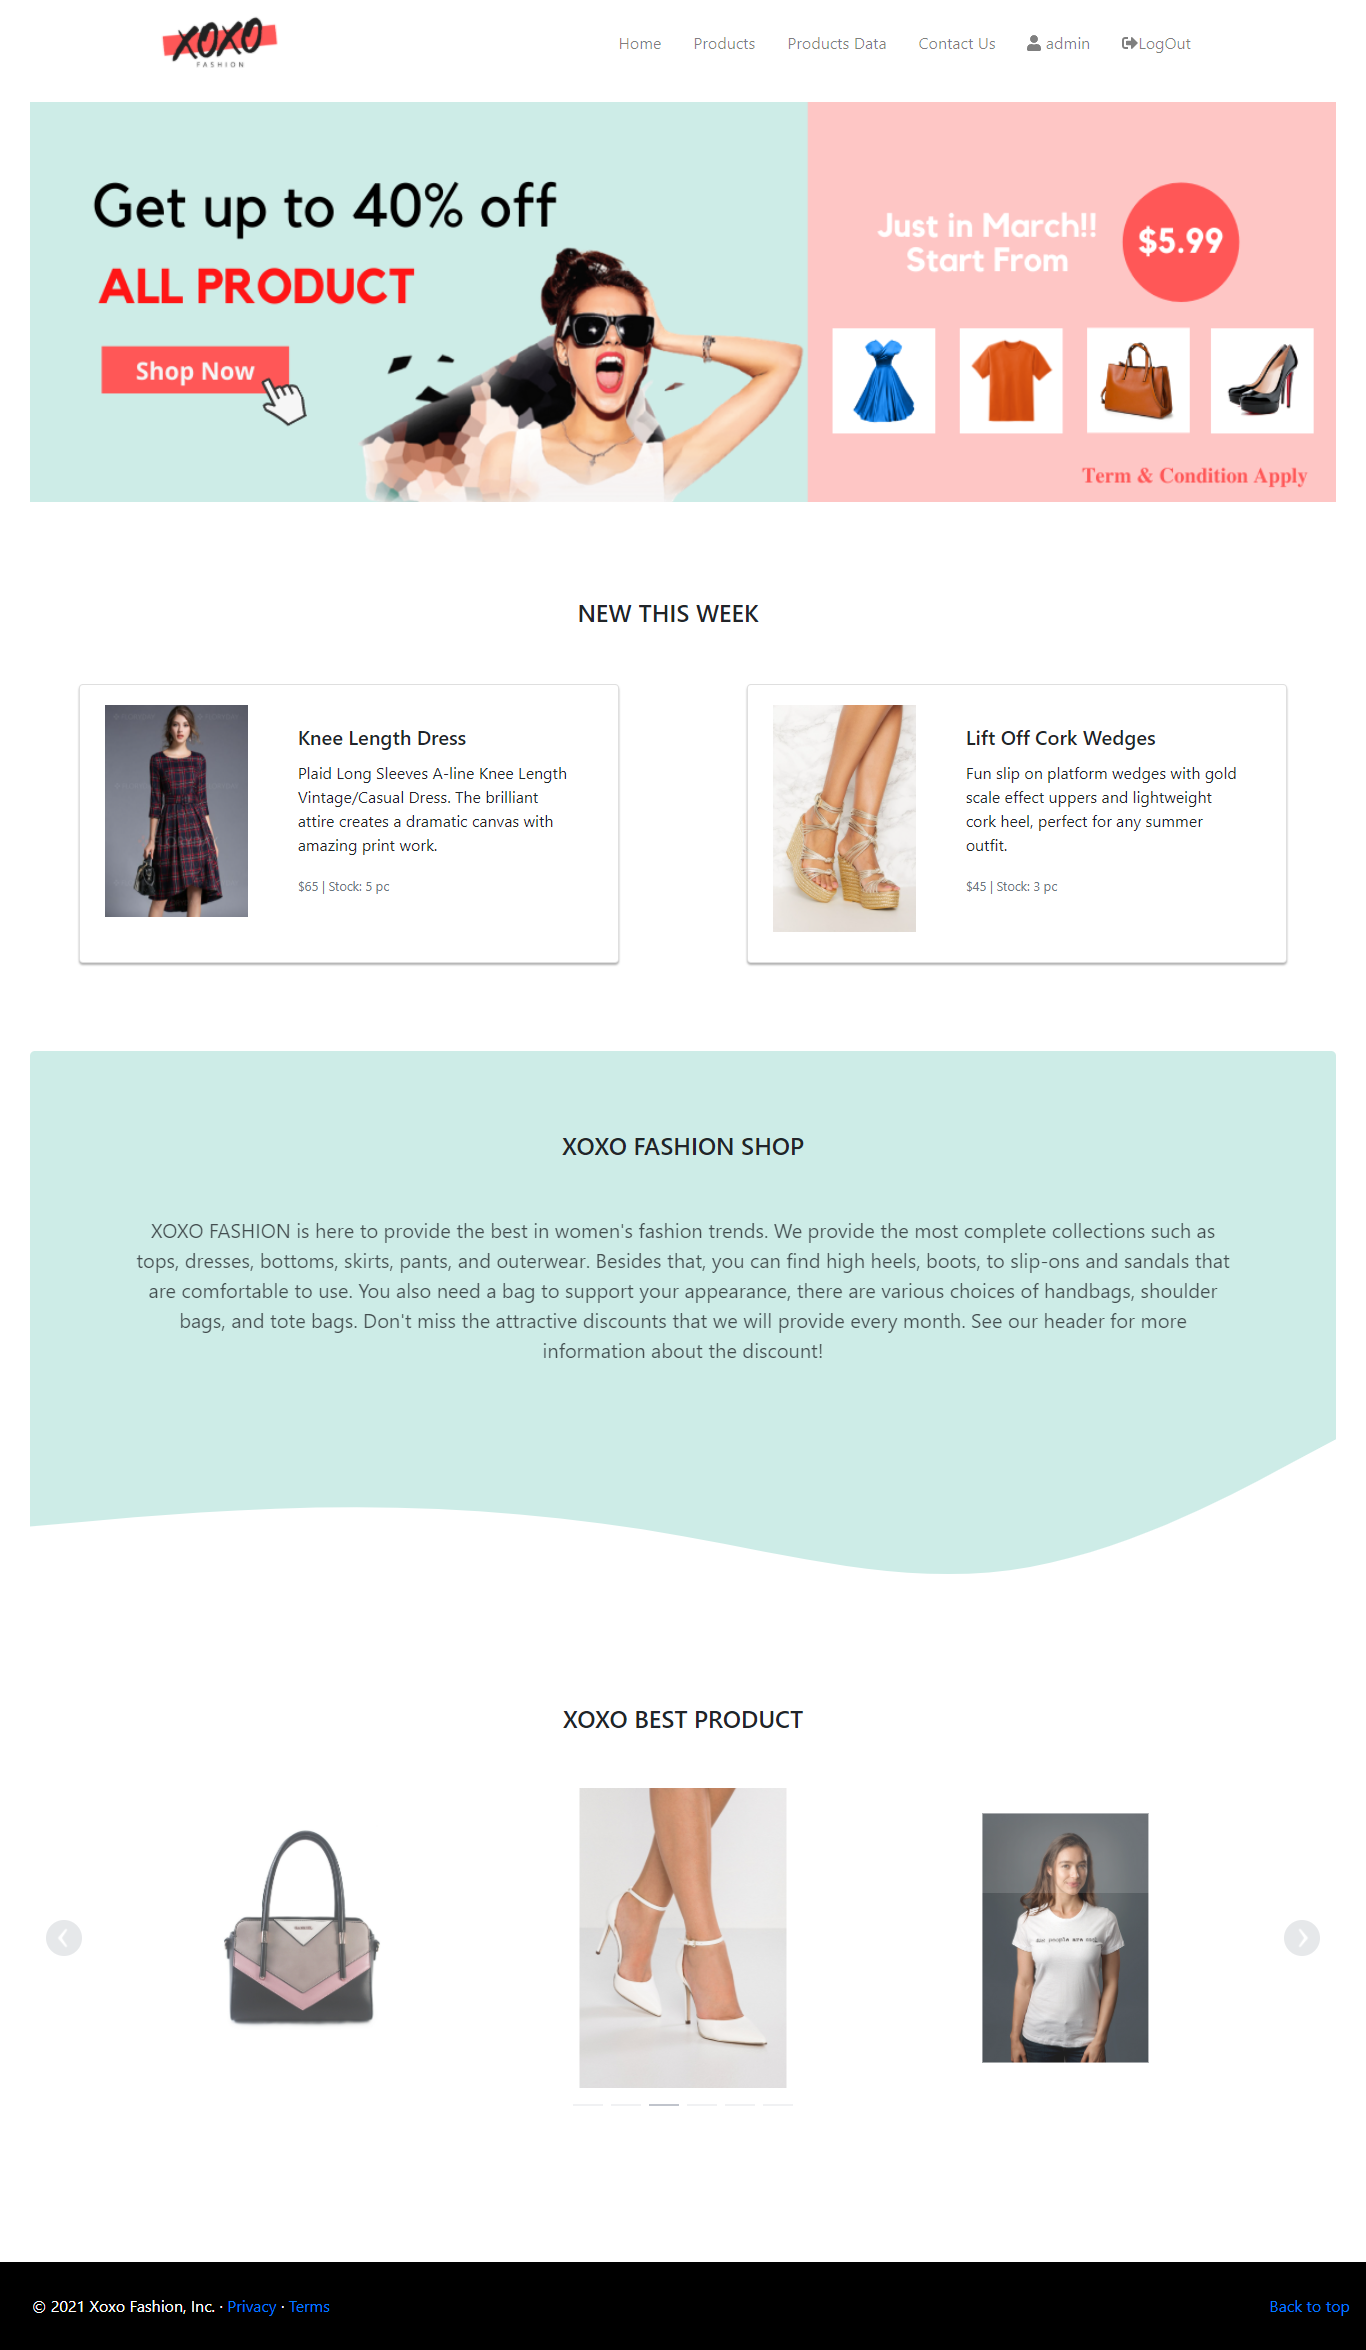 XOXO
FASHION
Home
Products
Products Data
Contact Us
admin
LogOut
Get up to 40% off
ALL PRODUCT
Shop Now
Just in March!!
Start From
$5.99
Term & Condition Apply
NEW THIS WEEK
Knee Length Dress
Plaid Long Sleeves A-line Knee Length
Vintage/Casual Dress. The brilliant
attire creates a dramatic canvas with
amazing print work.
$65 | Stock: 5 pc
Lift Off Cork Wedges
Fun slip on platform wedges with gold
scale effect uppers and lightweight
cork heel, perfect for any summer
outfit.
$45 | Stock: 3 pc
XOXO FASHION SHOP
XOXO FASHION is here to provide the best in women's fashion trends. We provide the most complete collections such as
tops, dresses, bottoms, skirts, pants, and outerwear. Besides that, you can find high heels, boots, to slip-ons and sandals that
are comfortable to use. You also need a bag to support your appearance, there are various choices of handbags, shoulder
bags, and tote bags. Don't miss the attractive discounts that we will provide every month. See our header for more
information about the discount!
XOXO BEST PRODUCT
© 2021 Xoxo Fashion, Inc. · Privacy · Terms
Back to top